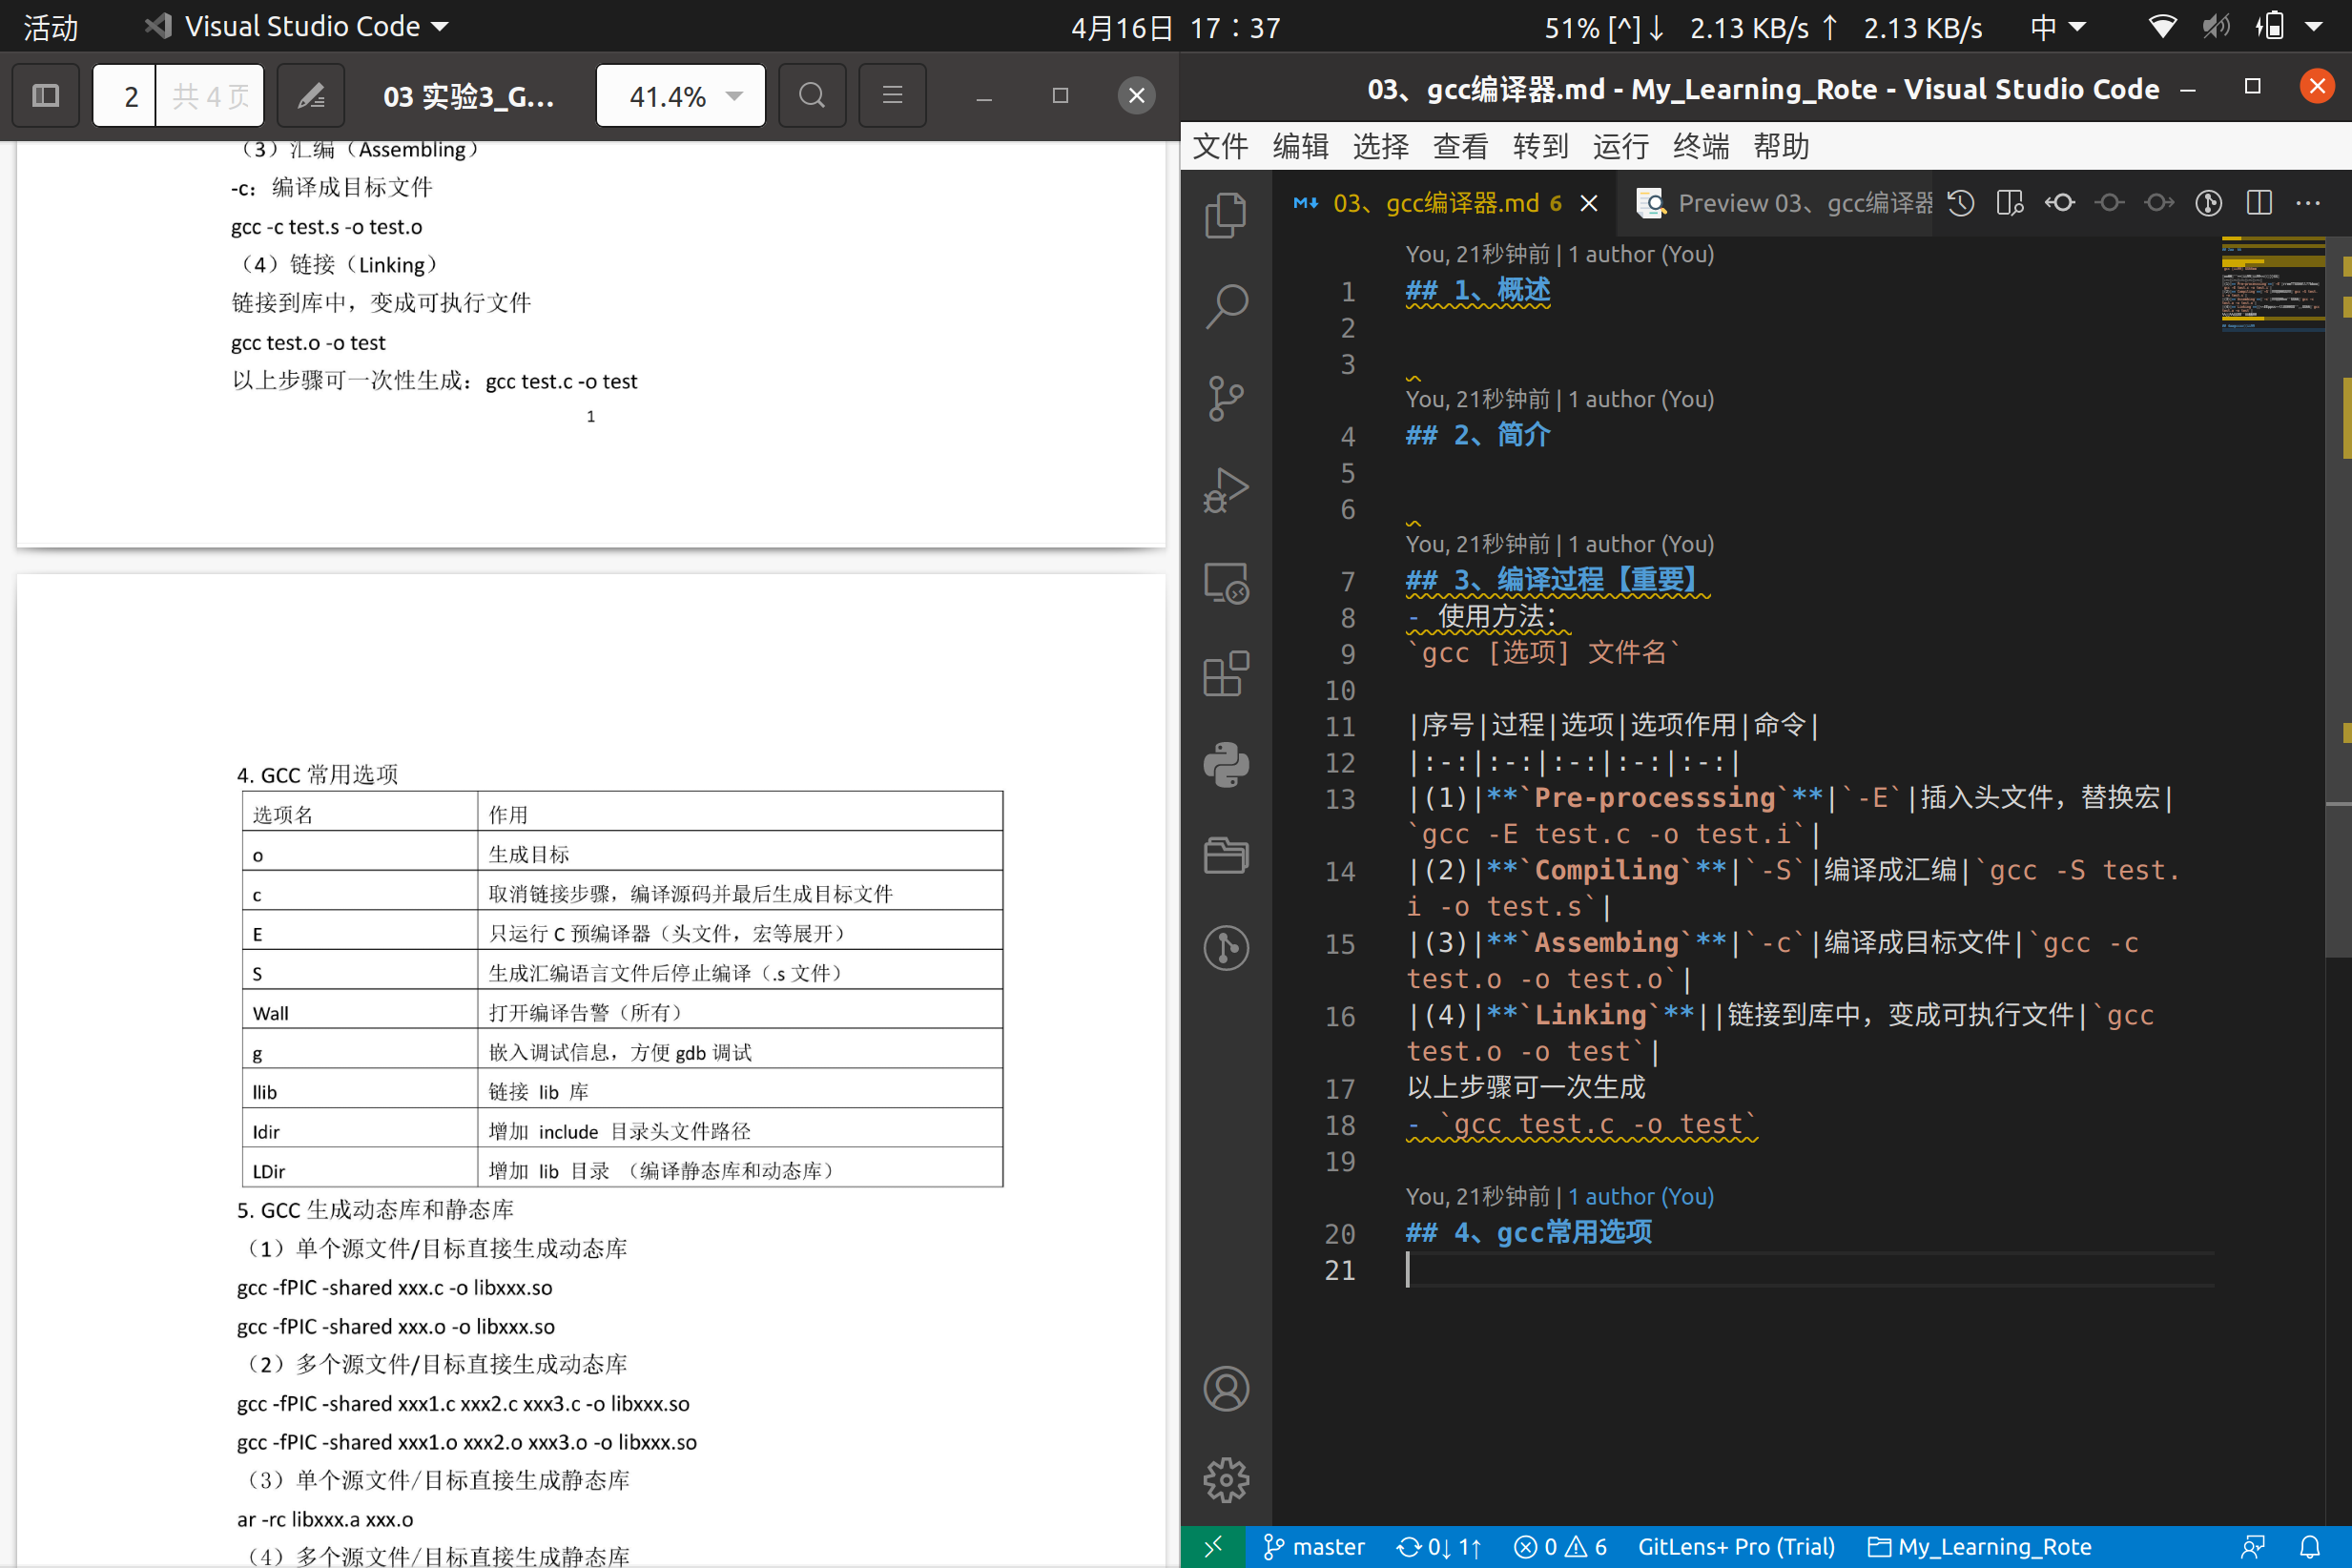 活动
Visual Studio Code
4月16日 17：37
51% [^]↓ 2.13 KB/s ↑ 2.13 KB/s
中
2
共 4 页
03 实验3_G...
41.4%
（3）汇编（Assembling）
-c：编译成目标文件
gcc -c test.s -o test.o
（4）链接（Linking）
链接到库中，变成可执行文件
gcc test.o -o test
以上步骤可一次性生成：gcc test.c -o test
1
4. GCC 常用选项
选项名 作用
o 生成目标
c 取消链接步骤，编译源码并最后生成目标文件
E 只运行 C 预编译器（头文件，宏等展开）
S 生成汇编语言文件后停止编译（.s 文件）
Wall 打开编译告警（所有）
g 嵌入调试信息，方便 gdb 调试
llib 链接 lib 库
Idir 增加 include 目录头文件路径
LDir 增加 lib 目录 （编译静态库和动态库）
5. GCC 生成动态库和静态库
（1）单个源文件/目标直接生成动态库
gcc -fPIC -shared xxx.c -o libxxx.so
gcc -fPIC -shared xxx.o -o libxxx.so
（2）多个源文件/目标直接生成动态库
gcc -fPIC -shared xxx1.c xxx2.c xxx3.c -o libxxx.so
gcc -fPIC -shared xxx1.o xxx2.o xxx3.o -o libxxx.so
（3）单个源文件/目标直接生成静态库
ar -rc libxxx.a xxx.o
（4）多个源文件/目标直接生成静态库
03、gcc编译器.md - My_Learning_Rote - Visual Studio Code
文件 编辑 选择 查看 转到 运行 终端 帮助
03、gcc编译器.md 6
Preview 03、gcc编译器
You, 21秒钟前 | 1 author (You)
1 ## 1、概述
2
3
You, 21秒钟前 | 1 author (You)
4 ## 2、简介
5
6
You, 21秒钟前 | 1 author (You)
7 ## 3、编译过程【重要】
8 - 使用方法：
9 `gcc [选项] 文件名`
10
11 |序号|过程|选项|选项作用|命令|
12 |:-:|:-:|:-:|:-:|:-:|
13 |(1)|**`Pre-processsing`**|`-E`|插入头文件，替换宏|
`gcc -E test.c -o test.i`|
14 |(2)|**`Compiling`**|`-S`|编译成汇编|`gcc -S test.
i -o test.s`|
15 |(3)|**`Assembing`**|`-c`|编译成目标文件|`gcc -c
test.o -o test.o`|
16 |(4)|**`Linking`**||链接到库中，变成可执行文件|`gcc
test.o -o test`|
17 以上步骤可一次生成
18 - `gcc test.c -o test`
19
You, 21秒钟前 | 1 author (You)
20 ## 4、gcc常用选项
21
master 0↓ 1↑ 0 6 GitLens+ Pro (Trial) My_Learning_Rote